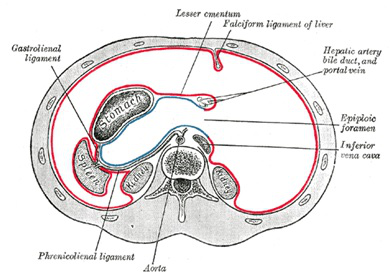 Lesser omentum
Falciform ligament of liver
Gastrolienal
ligament
Hepatic artery
bile duct, and
portal vein
Stomach
Epiploic
foramen
Inferior
vena cava
Spleen
Kidney
Kidney
Phrenicolienal ligament
Aorta